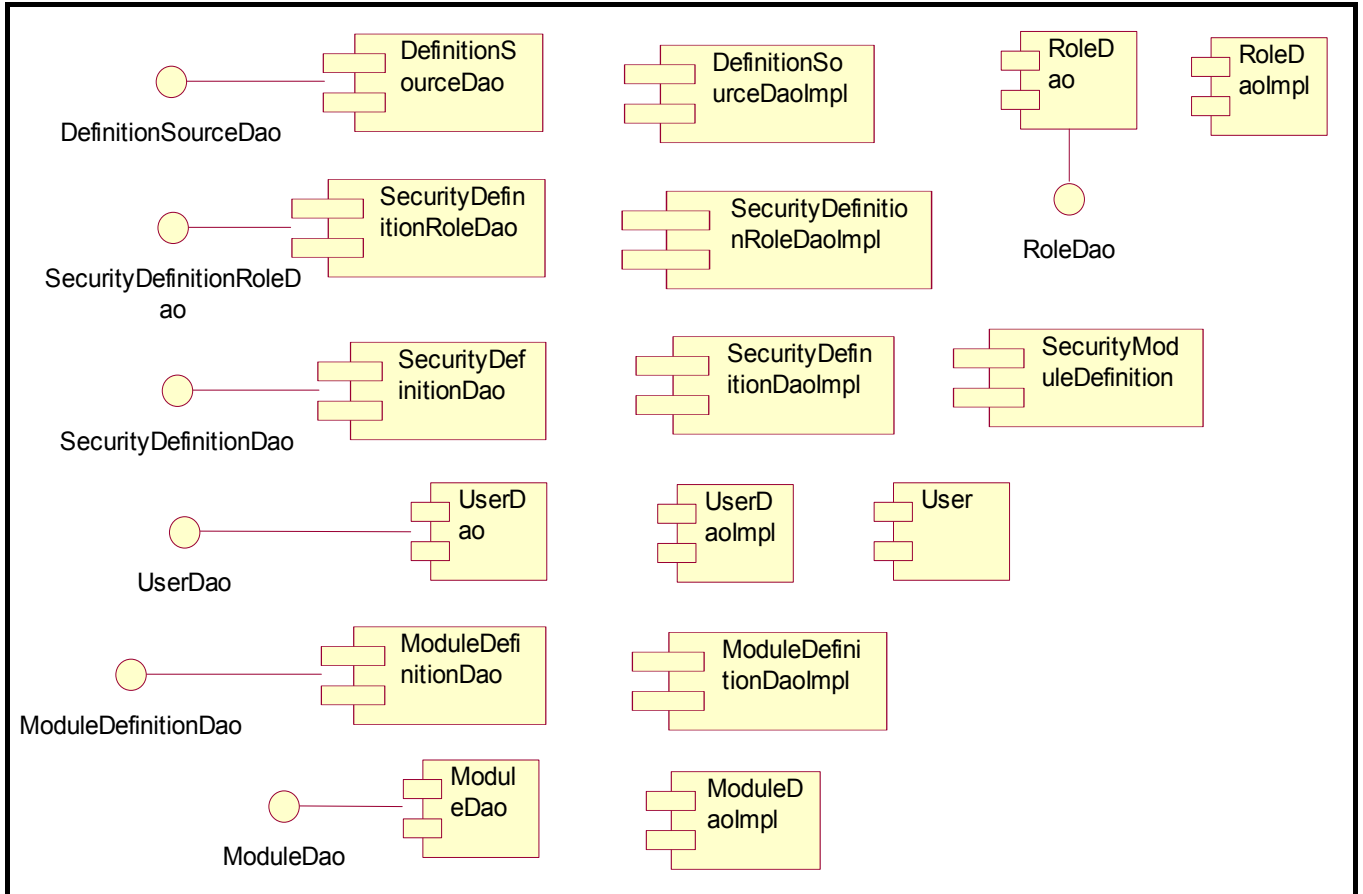 DefinitionS
ourceDao
DefinitionSo
urceDaoImpl
RoleD
ao
RoleD
aoImpl
DefinitionSourceDao
SecurityDefin
itionRoleDao
SecurityDefinitio
nRoleDaoImpl
RoleDao
SecurityDefinitionRoleD
ao
SecurityDef
initionDao
SecurityDefin
itionDaoImpl
SecurityMod
uleDefinition
SecurityDefinitionDao
UserD
ao
UserD
aoImpl
User
UserDao
ModuleDefi
nitionDao
ModuleDefini
tionDaoImpl
ModuleDefinitionDao
Modul
eDao
ModuleD
aoImpl
ModuleDao